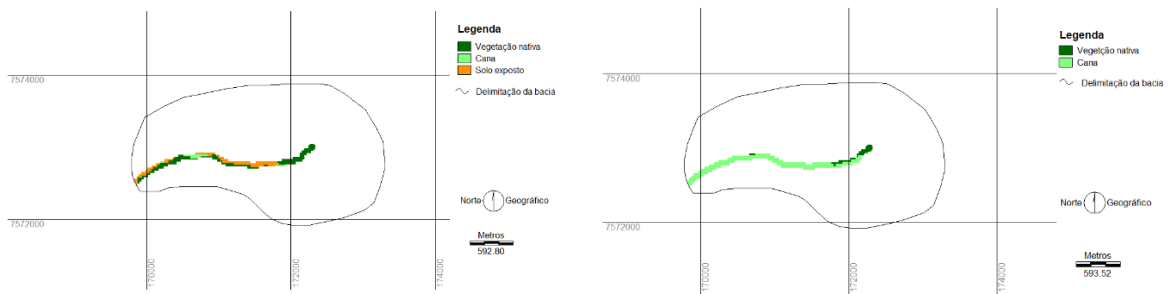 Legenda
Vegetação nativa
Cana
Solo exposto
Delimitação da bacia
7574000
7572000
170000
172000
174000
Norte
Geográfico
Metros
592.80
Legenda
Vegetção nativa
Cana
Delimitação da bacia
7574000
7572000
170000
172000
174000
Norte
Geográfico
Metros
593.52